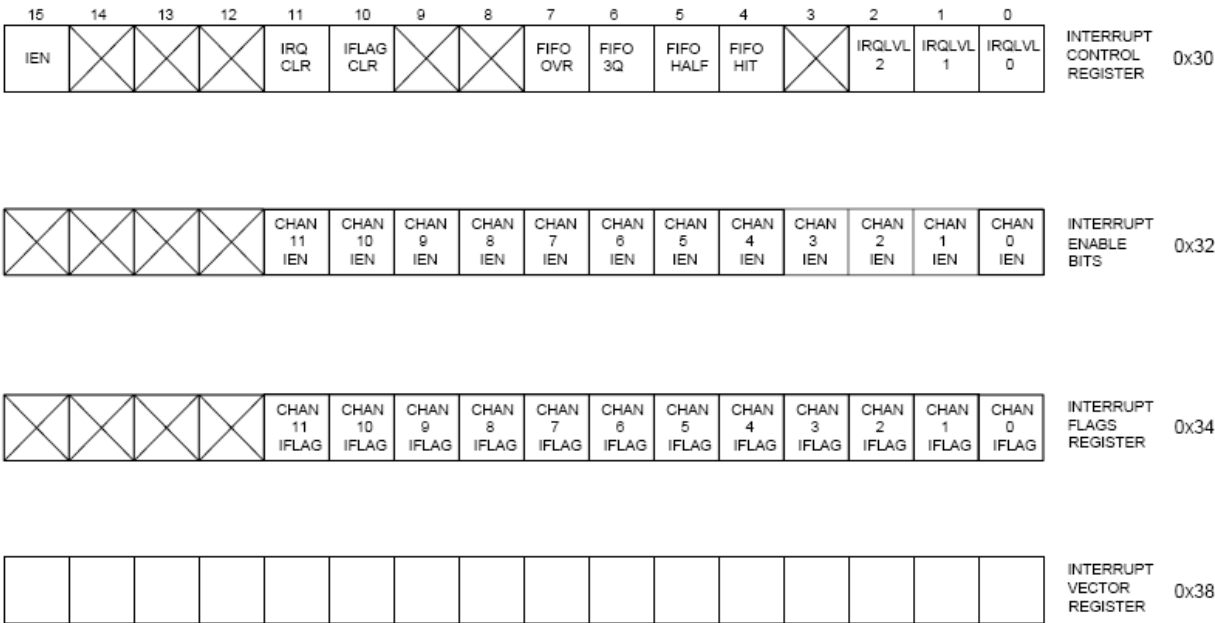 15 14 13 12 11 10 9 8 7 6 5 4 3 2 1 0
IEN
IRQ CLR
IFLAG CLR
FIFO OVR
FIFO 3Q
FIFO HALF
FIFO HIT
IRQLVL 2
IRQLVL 1
IRQLVL 0
INTERRUPT
CONTROL
REGISTER
0x30
CHAN 11 IEN
CHAN 10 IEN
CHAN 9 IEN
CHAN 8 IEN
CHAN 7 IEN
CHAN 6 IEN
CHAN 5 IEN
CHAN 4 IEN
CHAN 3 IEN
CHAN 2 IEN
CHAN 1 IEN
CHAN 0 IEN
INTERRUPT
ENABLE
BITS
0x32
CHAN 11 IFLAG
CHAN 10 IFLAG
CHAN 9 IFLAG
CHAN 8 IFLAG
CHAN 7 IFLAG
CHAN 6 IFLAG
CHAN 5 IFLAG
CHAN 4 IFLAG
CHAN 3 IFLAG
CHAN 2 IFLAG
CHAN 1 IFLAG
CHAN 0 IFLAG
INTERRUPT
FLAGS
REGISTER
0x34
INTERRUPT
VECTOR
REGISTER
0x38